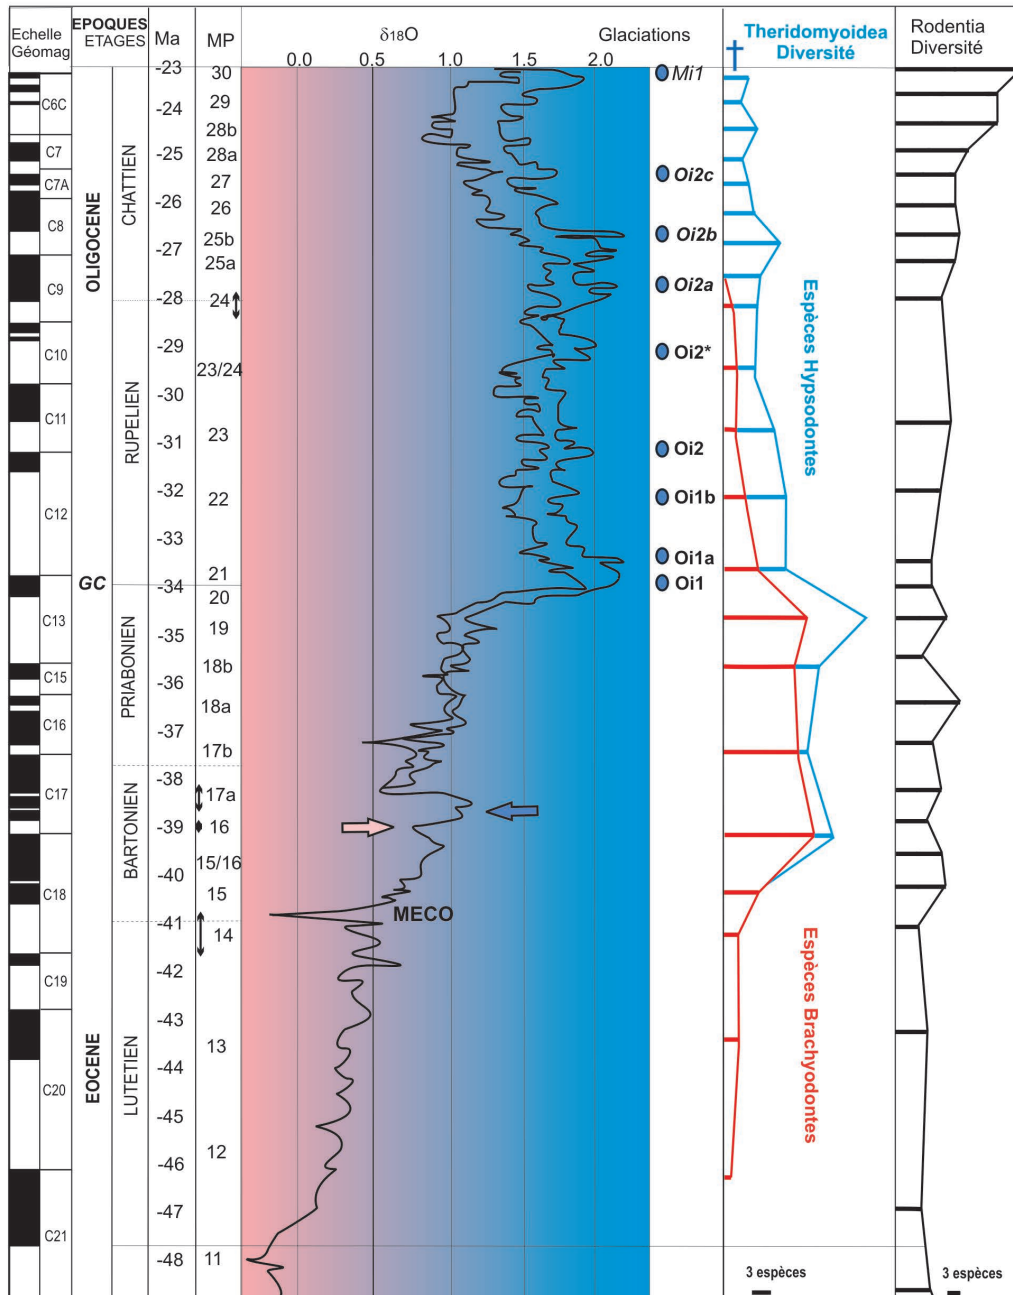 Echelle
Géomag
EPOQUES
ETAGES
Ma
MP
δ18O
Glaciations
Theridomyoidea
Diversité
Rodentia
Diversité
0.0 0.5 1.0 1.5 2.0
C6C
C7
C7A
C8
C9
C10
C11
C12
C13
C15
C16
C17
C18
C19
C20
C21
OLIGOCENE
GC
EOCENE
CHATTIEN
RUPELIEN
PRIABONIEN
BARTONIEN
LUTETIEN
-23
-24
-25
-26
-27
-28
-29
-30
-31
-32
-33
-34
-35
-36
-37
-38
-39
-40
-41
-42
-43
-44
-45
-46
-47
-48
30
29
28b
28a
27
26
25b
25a
24
23/24
23
22
21
20
19
18b
18a
17b
17a
16
15/16
15
14
13
12
11
MECO
Mi1
Oi2c
Oi2b
Oi2a
Oi2*
Oi2
Oi1b
Oi1a
Oi1
Espèces Hypsodontes
Espèces Brachyodontes
3 espèces
3 espèces